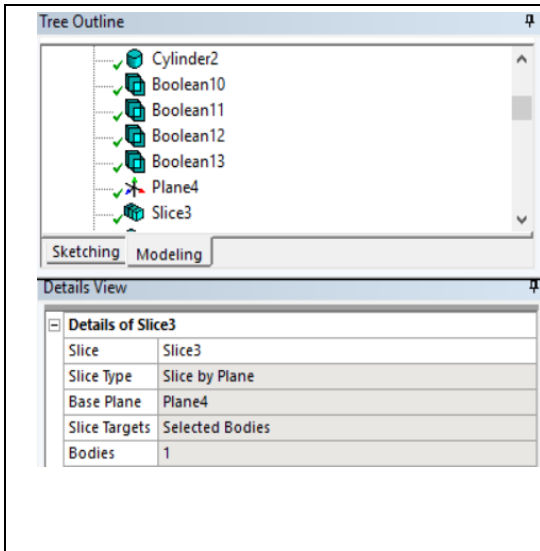 Tree Outline
Cylinder2
Boolean10
Boolean11
Boolean12
Boolean13
Plane4
Slice3
Sketching Modeling
Details View
Details of Slice3
Slice Slice3
Slice Type Slice by Plane
Base Plane Plane4
Slice Targets Selected Bodies
Bodies 1